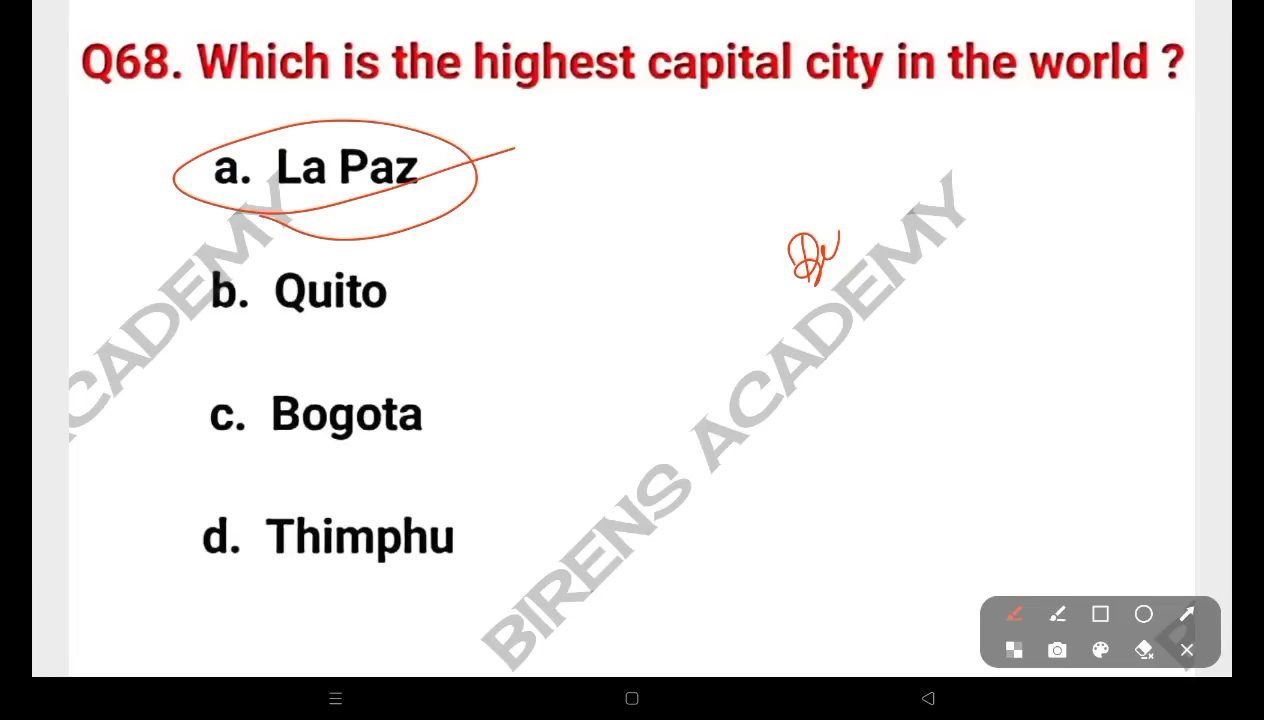 Q68. Which is the highest capital city in the world ?
a. La Paz
b. Quito
c. Bogota
d. Thimphu
CADEMY
BIRENS ACADEMY